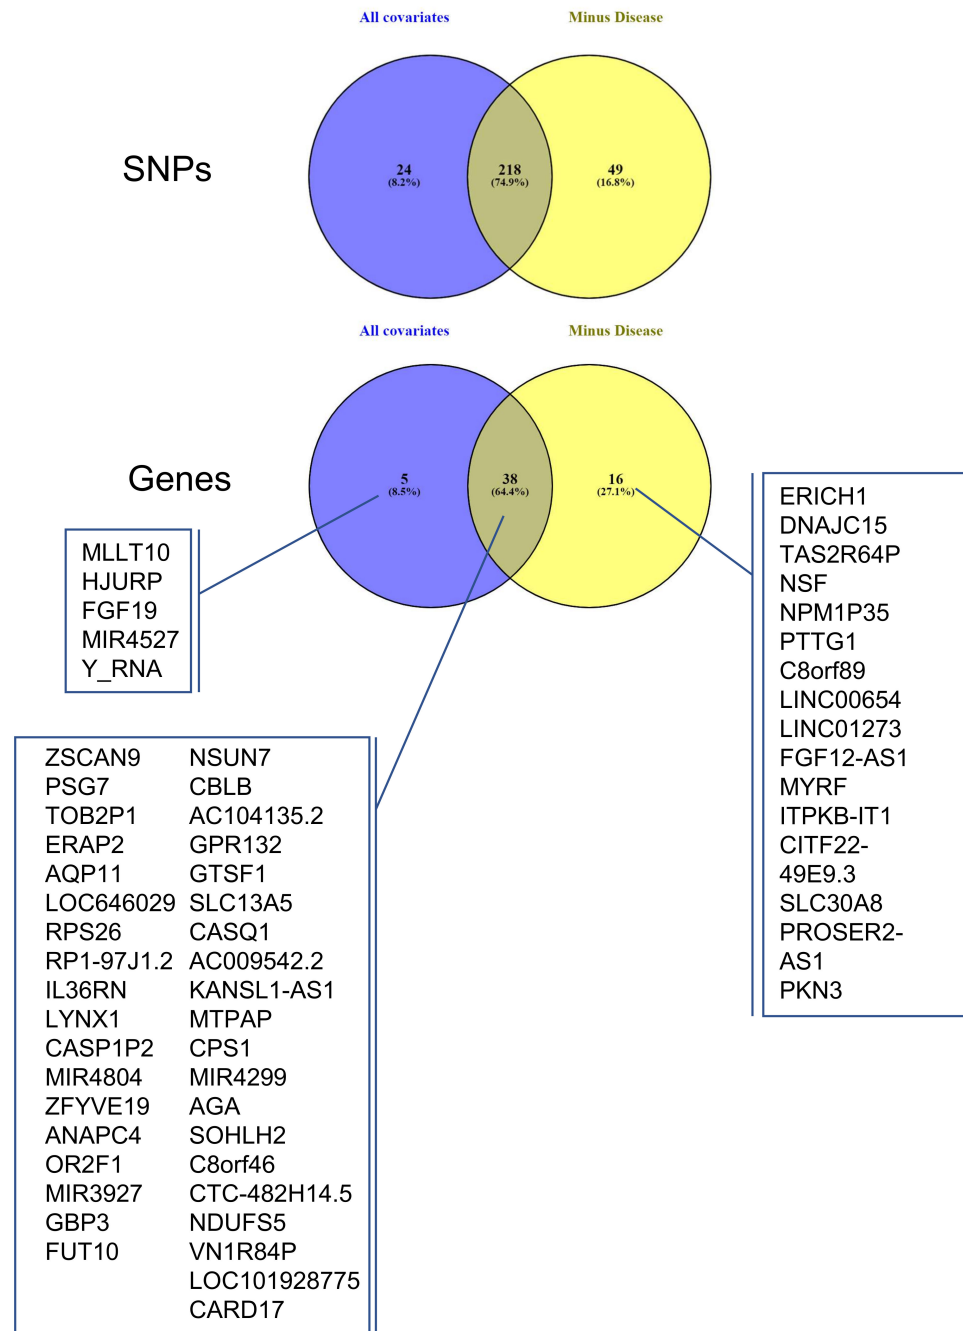 All covariates
Minus Disease
SNPs
24
(8.2%)
218
(74.9%)
49
(16.8%)
All covariates
Minus Disease
Genes
5
(8.5%)
38
(64.4%)
16
(27.1%)
MLLT10
HJURP
FGF19
MIR4527
Y_RNA
ERICH1
DNAJC15
TAS2R64P
NSF
NPM1P35
PTTG1
C8orf89
LINC00654
LINC01273
FGF12-AS1
MYRF
ITPKB-IT1
CITF22-
49E9.3
SLC30A8
PROSER2-
AS1
PKN3
ZSCAN9
PSG7
TOB2P1
ERAP2
AQP11
LOC646029
RPS26
RP1-97J1.2
IL36RN
LYNX1
CASP1P2
MIR4804
ZFYVE19
ANAPC4
OR2F1
MIR3927
GBP3
FUT10
NSUN7
CBLB
AC104135.2
GPR132
GTSF1
SLC13A5
CASQ1
AC009542.2
KANSL1-AS1
MTPAP
CPS1
MIR4299
AGA
SOHLH2
C8orf46
CTC-482H14.5
NDUFS5
VN1R84P
LOC101928775
CARD17